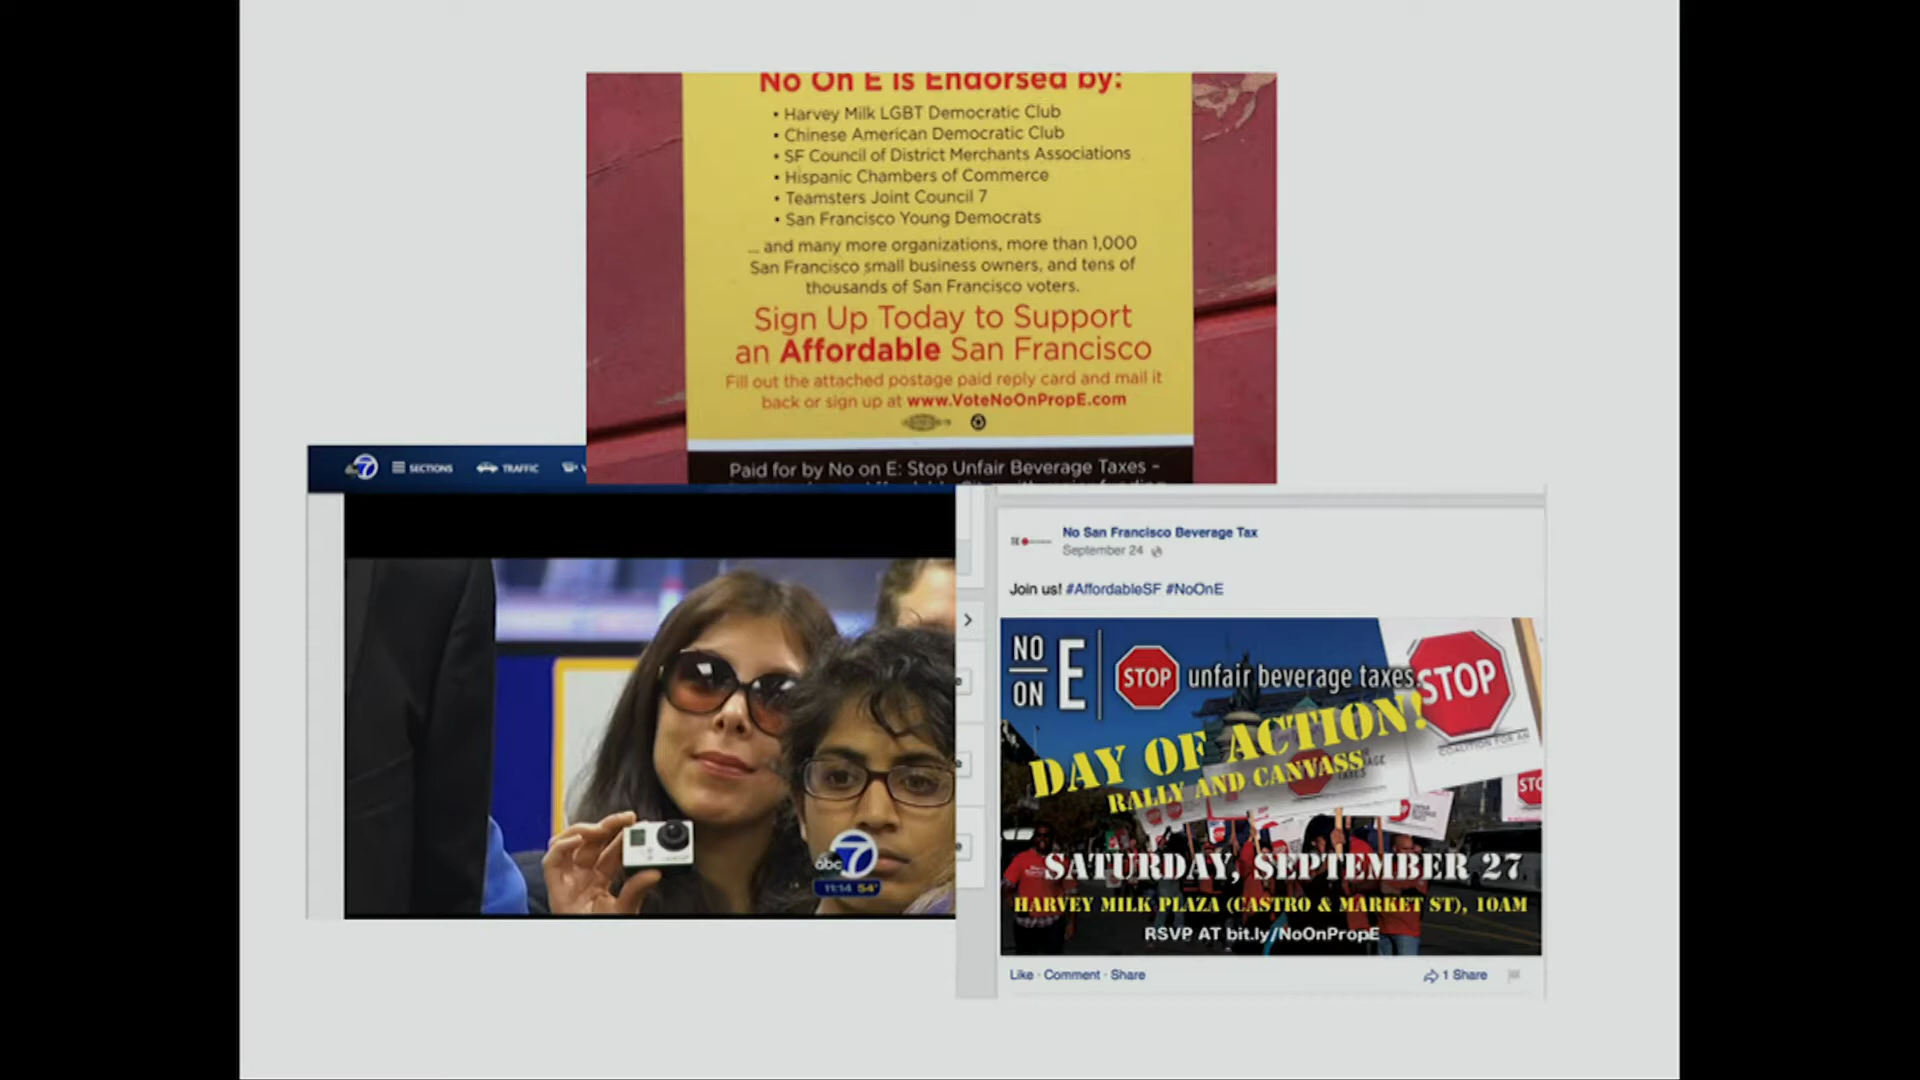 No On E is Endorsed by:
• Harvey Milk LGBT Democratic Club
• Chinese American Democratic Club
• SF Council of District Merchants Associations
• Hispanic Chambers of Commerce
• Teamsters Joint Council 7
• San Francisco Young Democrats
... and many more organizations, more than 1,000
San Francisco small business owners, and tens of
thousands of San Francisco voters.
Sign Up Today to Support
an Affordable San Francisco
Fill out the attached postage paid reply card and mail it
back or sign up at www.VoteNoOnPropE.com
Paid for by No on E: Stop Unfair Beverage Taxes –
7 SECTIONS TRAFFIC
abc 7
11:14 54°
No San Francisco Beverage Tax
September 24
Join us! #AffordableSF #NoOnE
NO ON E STOP unfair beverage taxes.
STOP
COALITION FOR AN
DAY OF ACTION!
RALLY AND CANVASS
SATURDAY, SEPTEMBER 27
HARVEY MILK PLAZA (CASTRO & MARKET ST), 10AM
RSVP AT bit.ly/NoOnPropE
Like · Comment · Share 1 Share